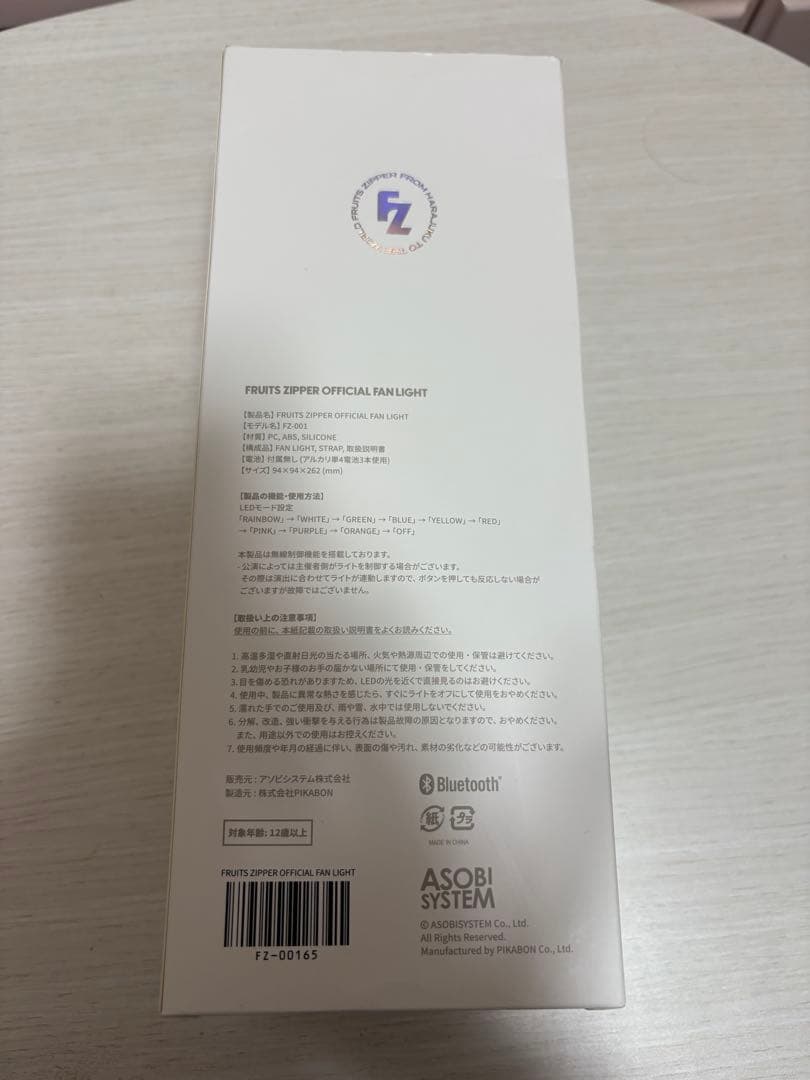 FRUITS ZIPPER FROM HARAJUKU TO THE WORLD
FZ
FRUITS ZIPPER OFFICIAL FAN LIGHT
【製品名】FRUITS ZIPPER OFFICIAL FAN LIGHT
【モデル名】FZ-001
【材質】PC, ABS, SILICONE
【構成品】FAN LIGHT, STRAP, 取扱説明書
【電池】付属無し (アルカリ単4電池3本使用)
【サイズ】94×94×262 (mm)
【製品の機能・使用方法】
LEDモード設定
「RAINBOW」→「WHITE」→「GREEN」→「BLUE」→「YELLOW」→「RED」
→「PINK」→「PURPLE」→「ORANGE」→「OFF」
本製品は無線制御機能を搭載しております。
- 公演によっては主催者側がライトを制御する場合がございます。
その際は演出に合わせてライトが連動しますので、ボタンを押しても反応しない場合が
ございますが故障ではございません。
【取扱い上の注意事項】
使用の前に、本紙記載の取扱い説明書をよくお読みください。
1. 高温多湿や直射日光の当たる場所、火気や熱源周辺での使用・保管は避けてください。
2. 乳幼児やお子様のお手の届かない場所にて使用・保管をしてください。
3. 目を傷める恐れがありますため、LEDの光を近くで直接見るのはお避けください。
4. 使用中、製品に異常な熱さを感じたら、すぐにライトをオフにして使用をおやめください。
5. 濡れた手でのご使用及び、雨や雪、水中では使用しないでください。
6. 分解、改造、強い衝撃を与える行為は製品故障の原因となりますので、おやめください。
また、用途以外での使用はお控えください。
7. 使用頻度や年月の経過に伴い、表面の傷や汚れ、素材の劣化などの可能性がございます。
販売元：アソビシステム株式会社
製造元：株式会社PIKABON
Bluetooth®
紙 プラ
MADE IN CHINA
対象年齢: 12歳以上
FRUITS ZIPPER OFFICIAL FAN LIGHT
FZ-00165
ASOBI
SYSTEM
© ASOBISYSTEM Co., Ltd.
All Rights Reserved.
Manufactured by PIKABON Co., Ltd.